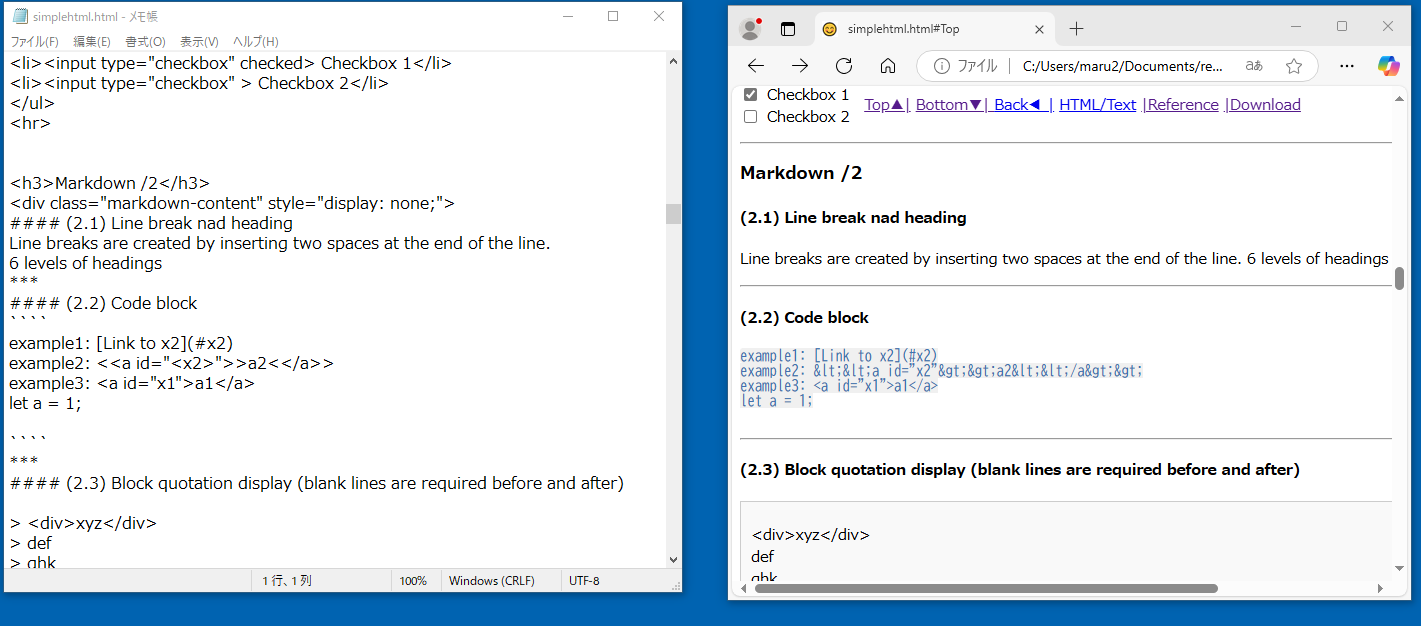 simplehtml.html - メモ帳
ファイル(F) 編集(E) 書式(O) 表示(V) ヘルプ(H)
<li><input type="checkbox" checked> Checkbox 1</li>
<li><input type="checkbox" > Checkbox 2</li>
</ul>
<hr>
<h3>Markdown /2</h3>
<div class="markdown-content" style="display: none;">
#### (2.1) Line break nad heading
Line breaks are created by inserting two spaces at the end of the line.
6 levels of headings
***
#### (2.2) Code block
````
example1: [Link to x2](#x2)
example2: <<a id="<x2>">>a2<</a>>
example3: <a id="x1">a1</a>
let a = 1;
````
***
#### (2.3) Block quotation display (blank lines are required before and after)
> <div>xyz</div>
> def
> ghk
1 行、1 列 100% Windows (CRLF) UTF-8
simplehtml.html#Top
ファイル C:/Users/maru2/Documents/re... aあ
Checkbox 1
Checkbox 2
Top▲| Bottom▼| Back◀ | HTML/Text |Reference |Download
Markdown /2
(2.1) Line break nad heading
Line breaks are created by inserting two spaces at the end of the line. 6 levels of headings
(2.2) Code block
example1: [Link to x2](#x2)
example2: &lt;&lt;a id="x2"&gt;&gt;a2&lt;&lt;/a&gt;&gt;
example3: <a id="x1">a1</a>
let a = 1;
(2.3) Block quotation display (blank lines are required before and after)
<div>xyz</div>
def
ghk